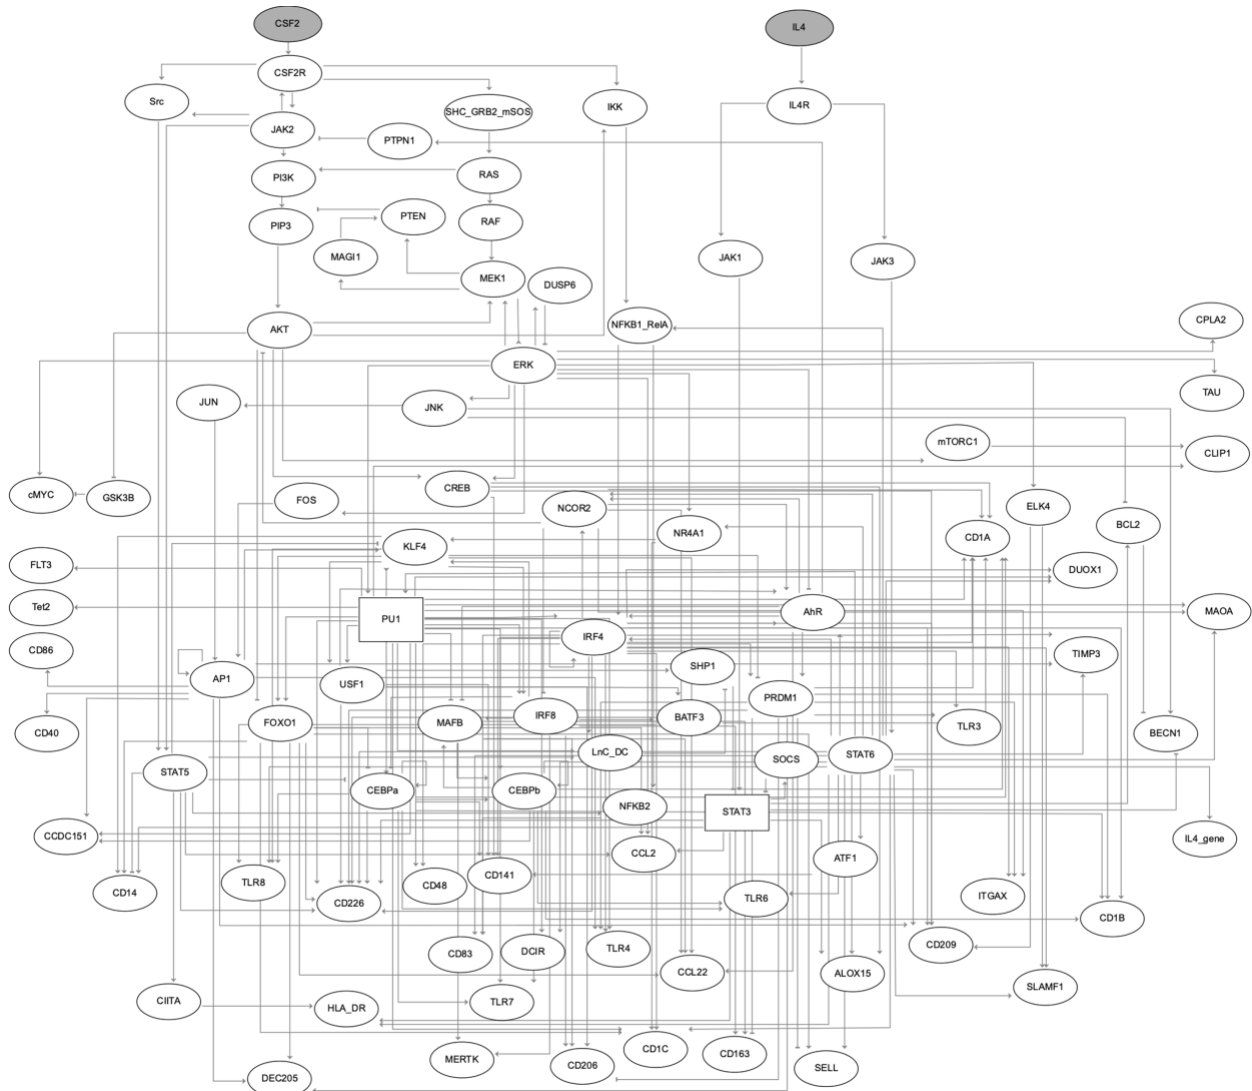 CSF2
IL4
CSF2R
Src
SHC_GRB2_mSOS
IKK
IL4R
JAK2
PTPN1
PI3K
RAS
PIP3
PTEN
RAF
MAGI1
JAK1
JAK3
MEK1
DUSP6
AKT
NFKB1_RelA
CPLA2
ERK
TAU
JUN
JNK
mTORC1
CLIP1
cMYC
GSK3B
FOS
CREB
NCOR2
ELK4
BCL2
NR4A1
CD1A
KLF4
FLT3
DUOX1
Tet2
PU1
AhR
MAOA
IRF4
CD86
AP1
USF1
SHP1
TIMP3
PRDM1
CD40
FOXO1
MAFB
IRF8
BATF3
TLR3
BECN1
STAT5
LnC_DC
SOCS
STAT6
CEBPa
CEBPb
NFKB2
STAT3
CCDC151
IL4_gene
CCL2
ATF1
CD14
TLR8
CD226
CD48
CD141
TLR6
ITGAX
CD1B
CD83
DCIR
TLR4
CD209
CCL22
ALOX15
SLAMF1
CIITA
HLA_DR
TLR7
MERTK
CD206
CD1C
CD163
SELL
DEC205